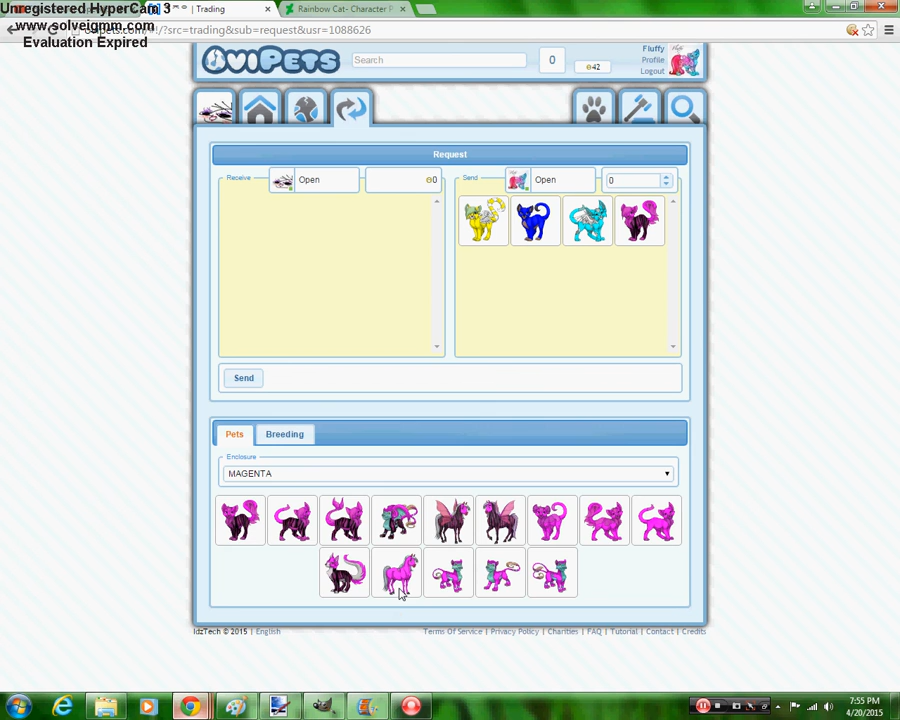 Unregistered HyperCam 3
www.solveigmm.com
Evaluation Expired
Trading
Rainbow Cat- Character P
/?src=trading&sub=request&usr=1088626
OviPets
Search
0
42
Fluffy
Profile
Logout
Request
Receive
Open
0
Send
Open
0
Send
Pets
Breeding
Enclosure
MAGENTA
IdzTech © 2015 | English
Terms Of Service | Privacy Policy | Charities | FAQ | Tutorial | Contact | Credits
7:55 PM
4/20/2015